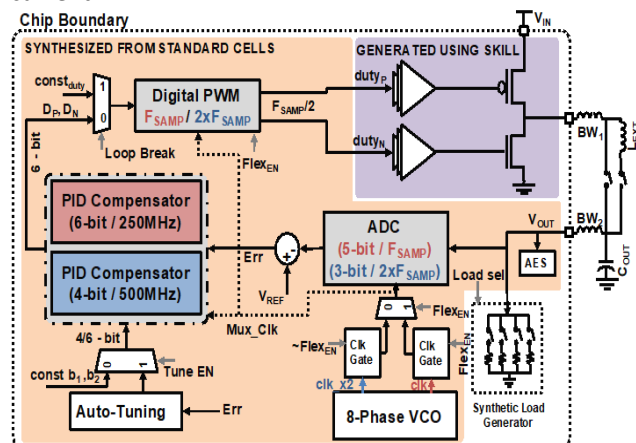 Chip Boundary
V_IN
SYNTHESIZED FROM STANDARD CELLS
GENERATED USING SKILL
const_duty
1
0
D_P, D_N
6 - bit
Loop Break
Digital PWM
F_SAMP / 2xF_SAMP
F_SAMP/2
Flex_EN
duty_P
duty_N
BW_1
L_EXT
BW_2
C_OUT
PID Compensator
(6-bit / 250MHz)
PID Compensator
(4-bit / 500MHz)
Err
V_REF
ADC
(5-bit / F_SAMP)
(3-bit / 2xF_SAMP)
V_OUT
AES
Load sel
Mux_Clk
0 1
Flex_EN
~Flex_EN
Clk
Gate
Clk
Gate
Flex_EN
clk_x2
clk
8-Phase VCO
Synthetic Load
Generator
4/6 - bit
0 1
Tune EN
const b_1,b_2
Auto-Tuning
Err